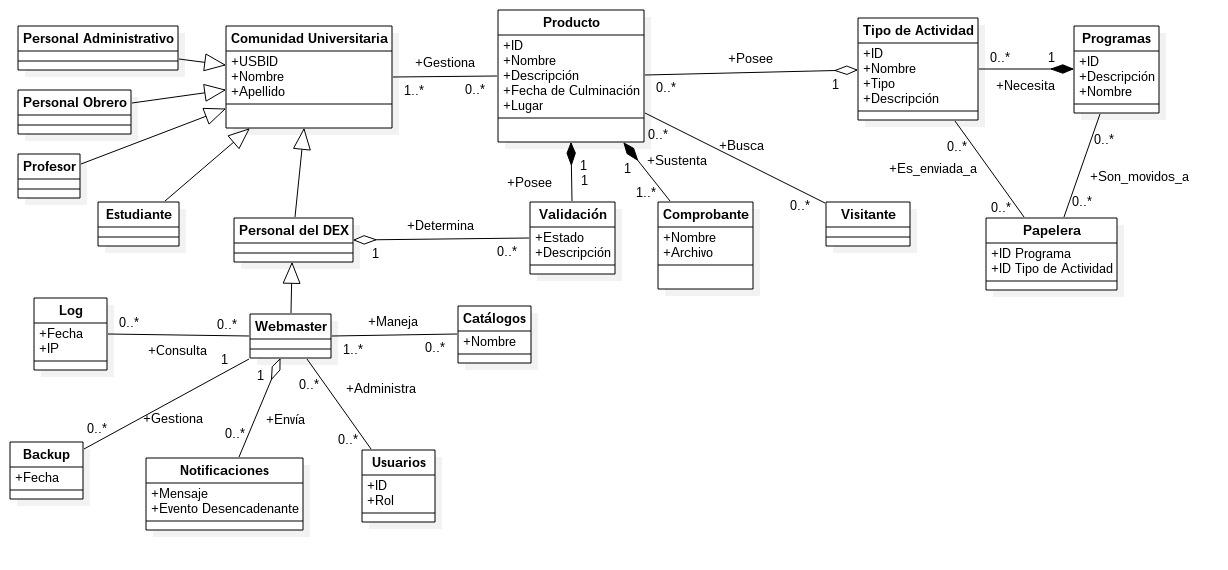 Personal Administrativo
Personal Obrero
Profesor
Estudiante
Comunidad Universitaria
+USBID
+Nombre
+Apellido
+Gestiona
1..*
0..*
Producto
+ID
+Nombre
+Descripción
+Fecha de Culminación
+Lugar
+Posee
0..*
1
Tipo de Actividad
+ID
+Nombre
+Tipo
+Descripción
0..*
1
+Necesita
Programas
+ID
+Descripción
+Nombre
0..*
+Busca
0..*
Visitante
+Sustenta
1
1..*
Comprobante
+Nombre
+Archivo
+Posee
1
1
Validación
+Estado
+Descripción
0..*
+Es_enviada_a
0..*
0..*
+Son_movidos_a
0..*
Papelera
+ID Programa
+ID Tipo de Actividad
Personal del DEX
+Determina
1
0..*
Webmaster
Log
+Fecha
+IP
0..*
0..*
+Consulta
+Maneja
1..*
0..*
Catálogos
+Nombre
1
+Gestiona
0..*
Backup
+Fecha
1
+Envía
0..*
Notificaciones
+Mensaje
+Evento Desencadenante
0..*
+Administra
0..*
Usuarios
+ID
+Rol